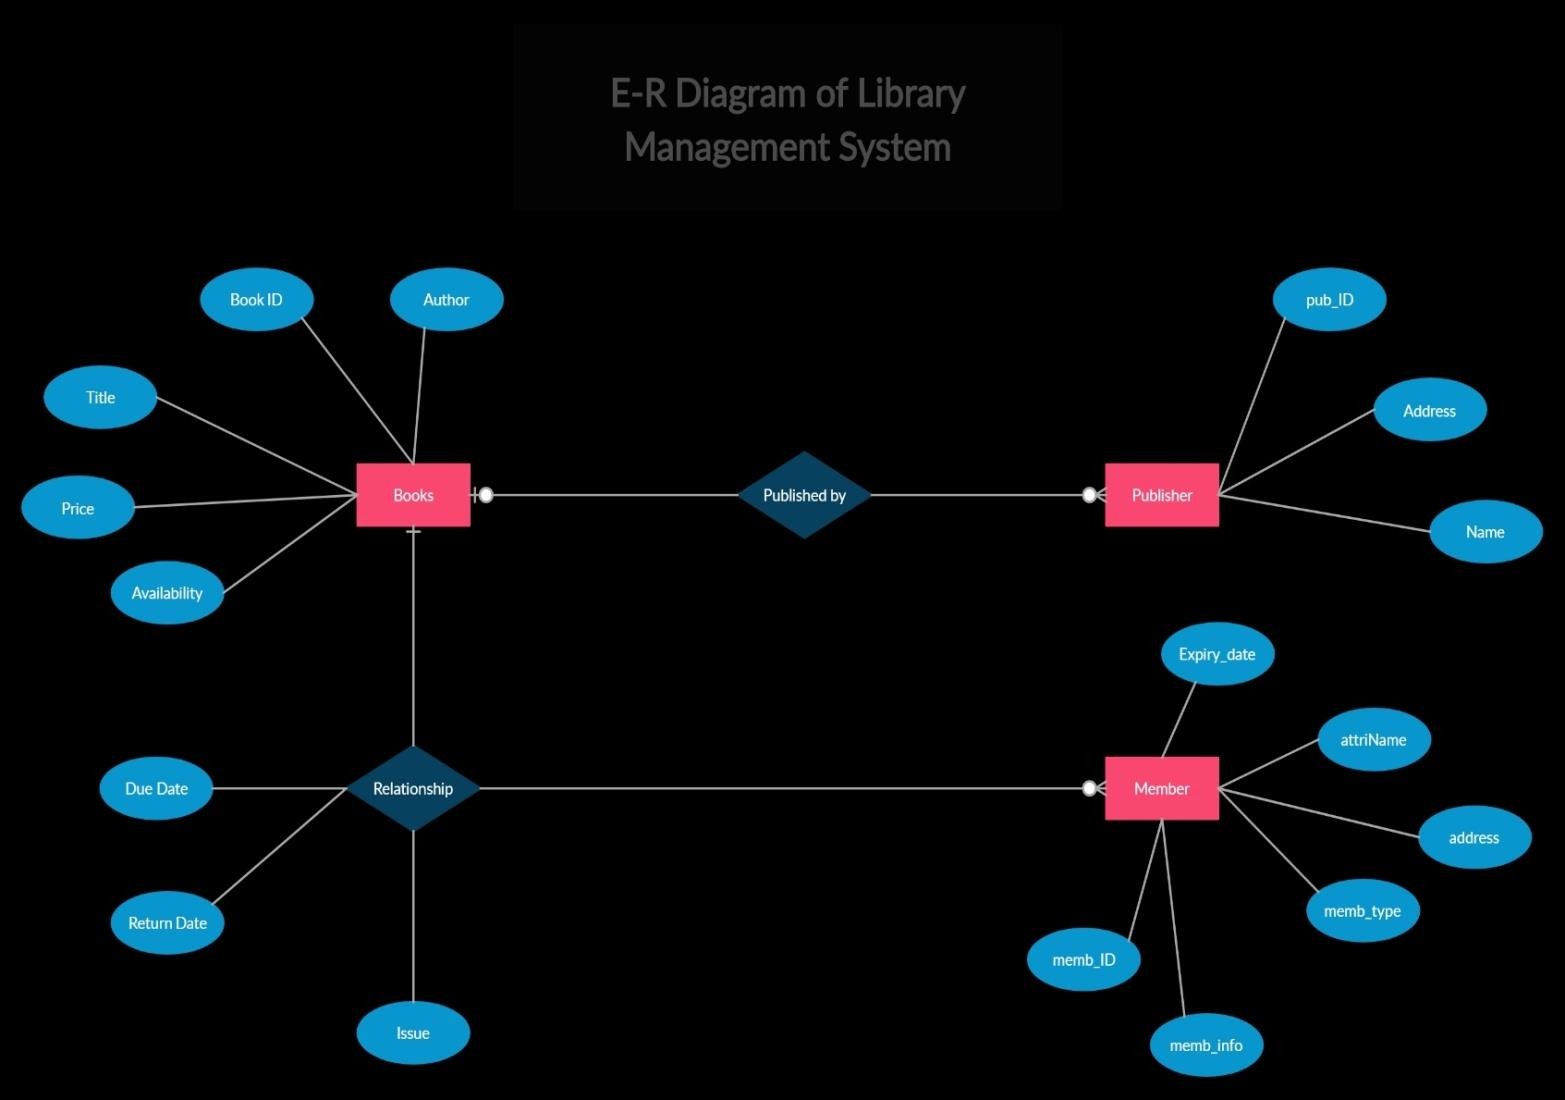 E-R Diagram of Library
Management System
Book ID
Author
pub_ID
Title
Address
Books
Published by
Publisher
Price
Name
Availability
Expiry_date
attriName
Due Date
Relationship
Member
address
memb_type
Return Date
memb_ID
Issue
memb_info